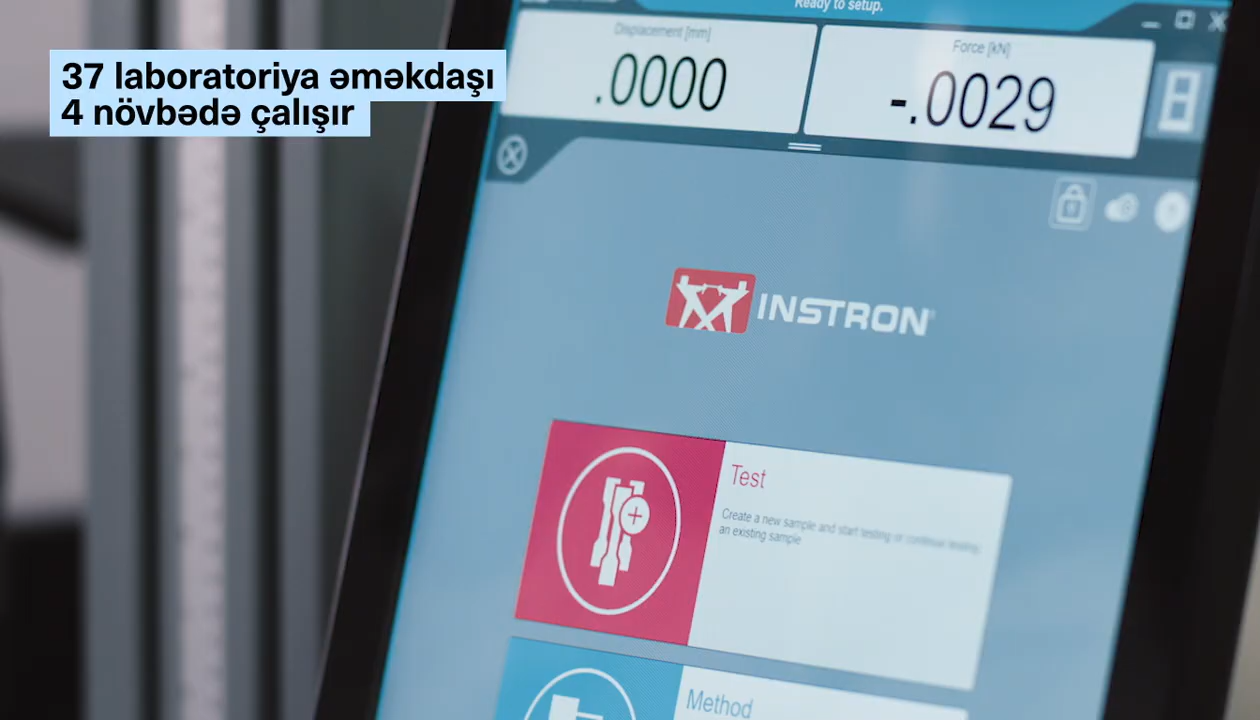 Ready to setup.
Displacement [mm]
.0000
Force [kN]
-.0029
37 laboratoriya əməkdaşı
4 növbədə çalışır
INSTRON®
Test
Create a new sample and start testing or continue testing
an existing sample
Method